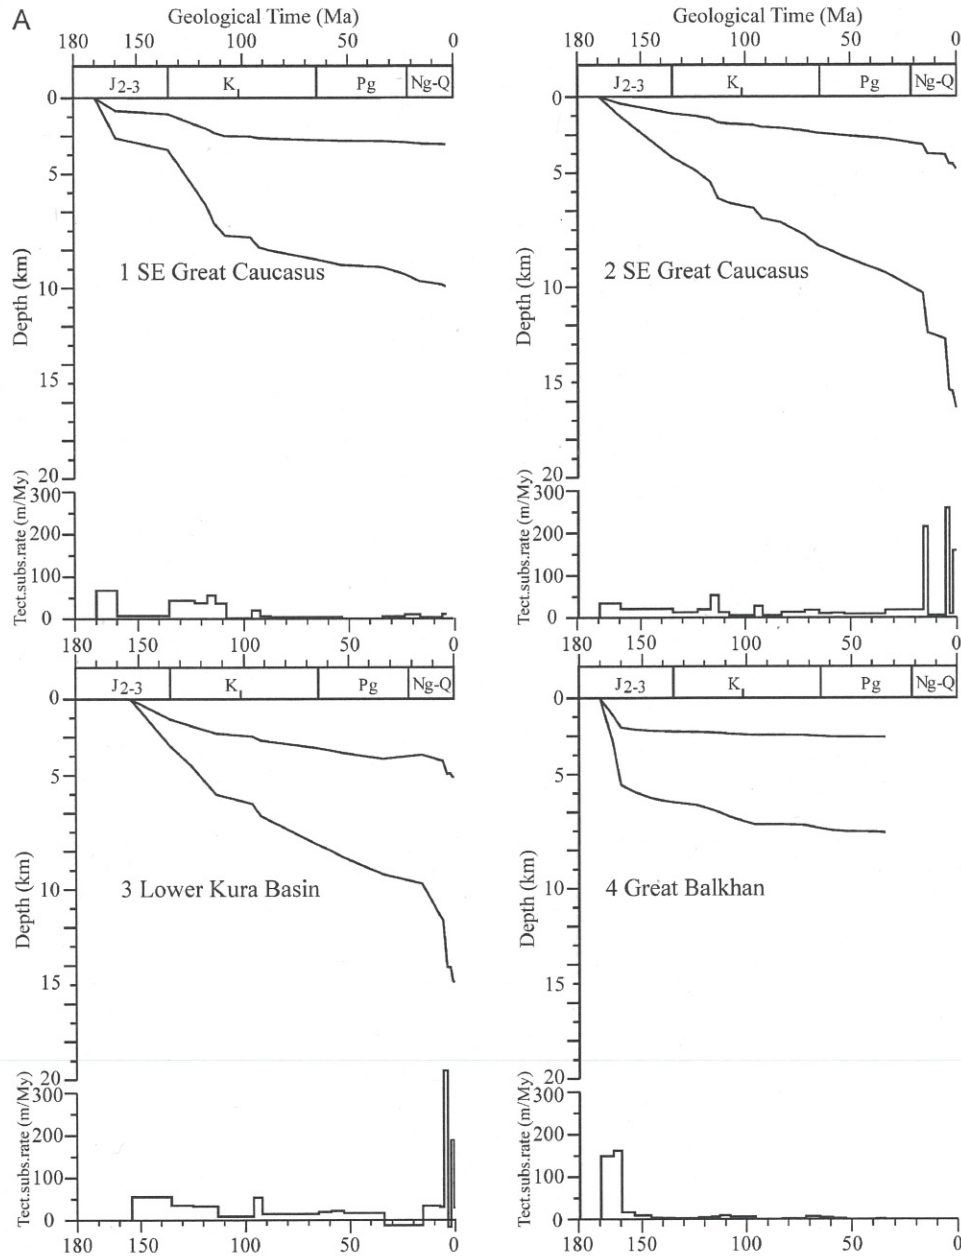 A
Geological Time (Ma)
180 150 100 50 0
J2-3 K1 Pg Ng-Q
0
5
10
15
20
Depth (km)
1 SE Great Caucasus
300
200
100
0
Tect.subs.rate (m/My)
180 150 100 50 0
Geological Time (Ma)
180 150 100 50 0
J2-3 K1 Pg Ng-Q
0
5
10
15
20
Depth (km)
2 SE Great Caucasus
300
200
100
0
Tect.subs.rate (m/My)
180 150 100 50 0
J2-3 K1 Pg Ng-Q
0
5
10
15
20
Depth (km)
3 Lower Kura Basin
300
200
100
0
Tect.subs.rate (m/My)
180 150 100 50 0
J2-3 K1 Pg Ng-Q
0
5
10
15
20
Depth (km)
4 Great Balkhan
300
200
100
0
Tect.subs.rate (m/My)
180 150 100 50 0